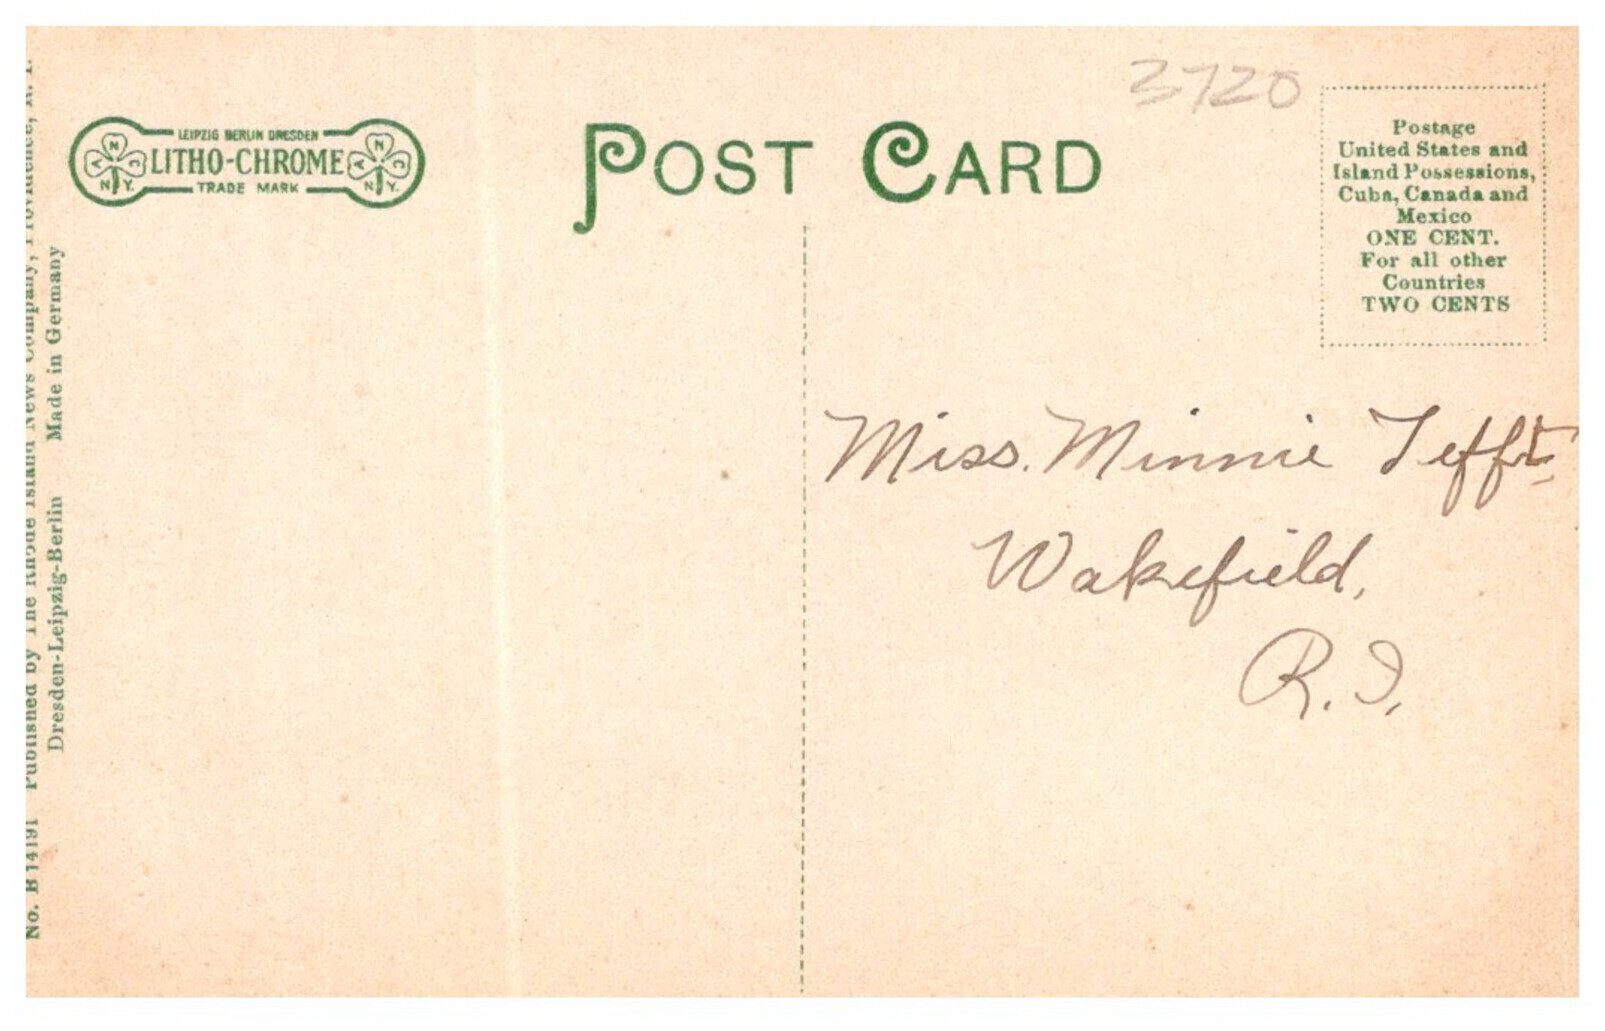 3720
LEIPZIG BERLIN DRESDEN
LITHO-CHROME
TRADE MARK
A N C
N.Y.
A N C
N.Y.
POST CARD
Postage
United States and
Island Possessions,
Cuba, Canada and
Mexico
ONE CENT.
For all other
Countries
TWO CENTS
Miss. Minnie Tefft
Wakefield,
R.I.
No. B 14191 Published by The Rhode Island News Company, Providence, R. I.
Dresden-Leipzig-Berlin Made in Germany